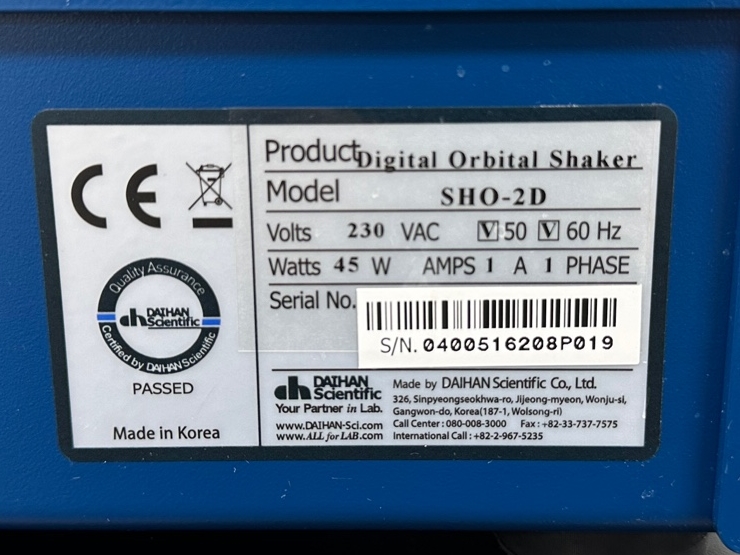 CE
Quality Assurance
dh DAIHAN
Scientific
Certified by DAIHAN Scientific
PASSED
Made in Korea
Product Digital Orbital Shaker
Model SHO-2D
Volts 230 VAC V 50 V 60 Hz
Watts 45 W AMPS 1 A 1 PHASE
Serial No.
S/N. 0400516208P019
dh DAIHAN
Scientific
Your Partner in Lab.
www.DAIHAN-Sci.com
www.ALLforLAB.com
Made by DAIHAN Scientific Co., Ltd.
326, Sinpyeongseokhwa-ro, Jijeong-myeon, Wonju-si,
Gangwon-do, Korea(187-1, Wolsong-ri)
Call Center : 080-008-3000 Fax : +82-33-737-7575
International Call : +82-2-967-5235